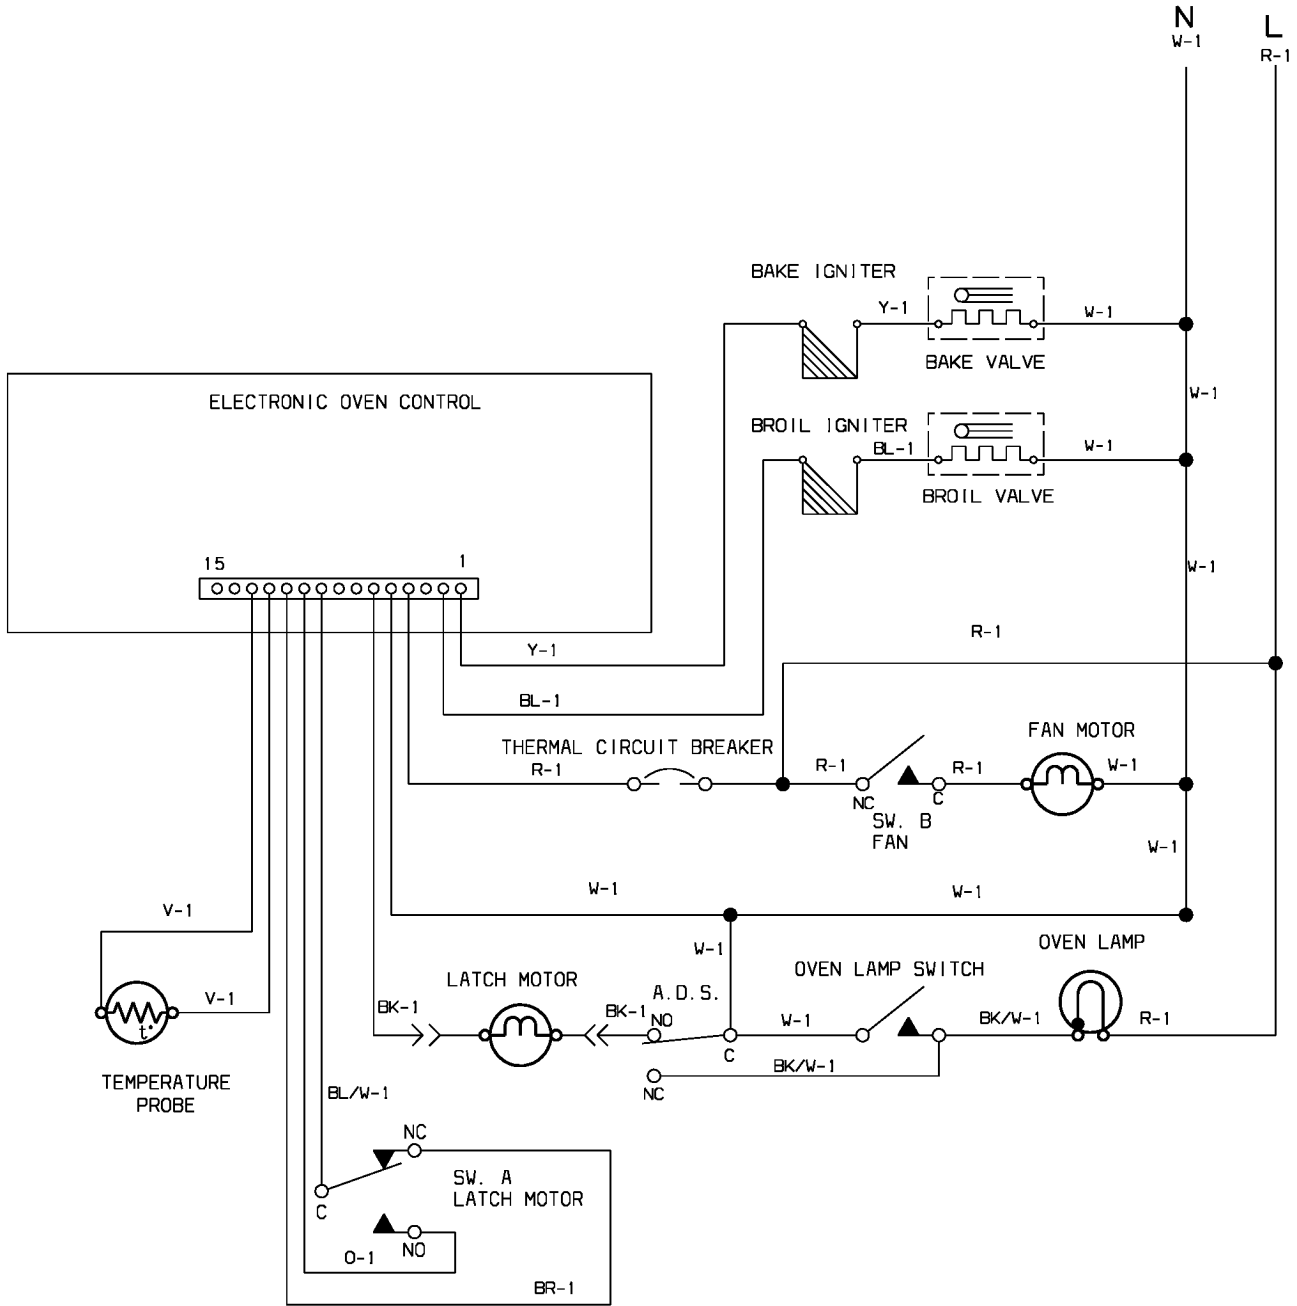 N
W-1
L
R-1
BAKE IGNITER
Y-1
W-1
BAKE VALVE
W-1
ELECTRONIC OVEN CONTROL
BROIL IGNITER
BL-1
W-1
BROIL VALVE
15
1
W-1
R-1
Y-1
BL-1
THERMAL CIRCUIT BREAKER
R-1
FAN MOTOR
R-1
R-1
W-1
NC
C
SW. B
FAN
W-1
W-1
W-1
V-1
W-1
OVEN LAMP
LATCH MOTOR
A.D.S.
OVEN LAMP SWITCH
V-1
BK-1
BK-1
NO
W-1
BK/W-1
R-1
t°
C
BK/W-1
TEMPERATURE
PROBE
BL/W-1
NC
NC
SW. A
LATCH MOTOR
C
NO
O-1
BR-1